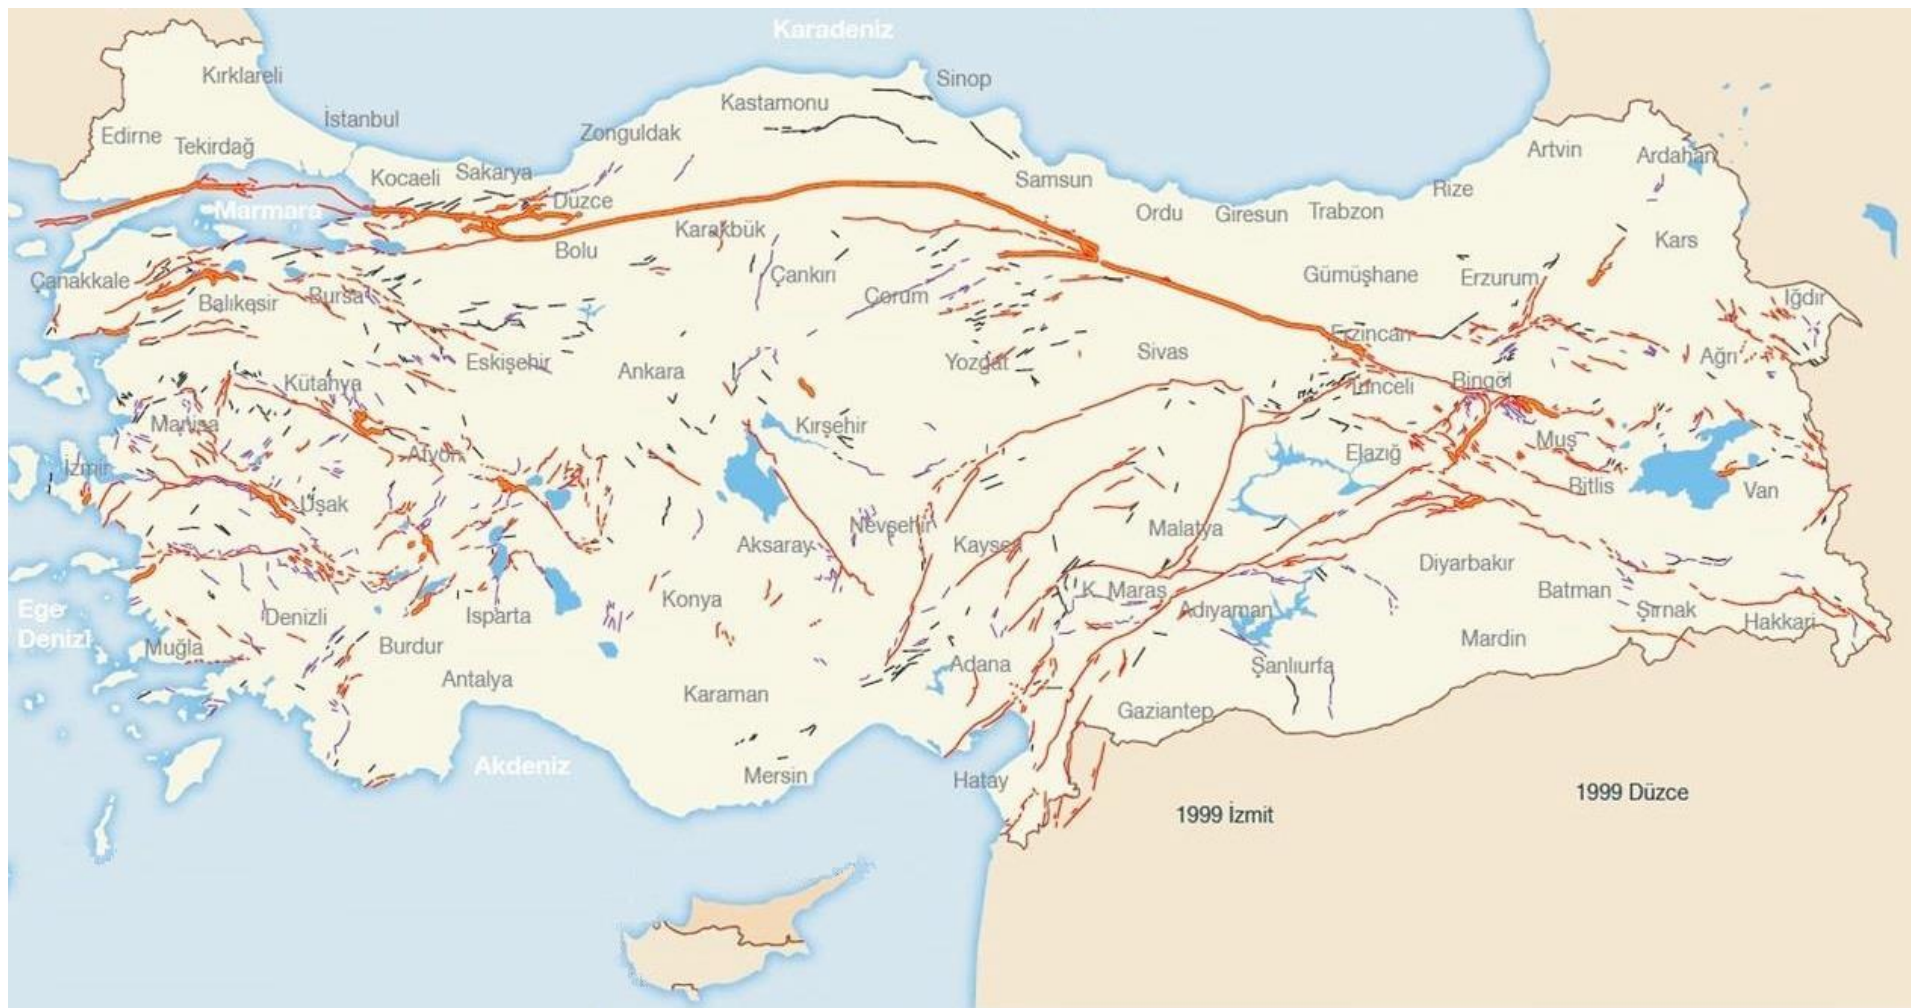 Karadeniz
Kırklareli
Sinop
Kastamonu
İstanbul
Edirne
Zonguldak
Tekirdağ
Artvin
Ardahan
Kocaeli
Sakarya
Samsun
Rize
Düzce
Marmara
Ordu
Giresun
Trabzon
Karakbük
Kars
Bolu
Çanakkale
Çankırı
Gümüşhane
Erzurum
Balıkesir
Bursa
Çorum
Iğdır
Erzincan
Eskişehir
Ankara
Yozgat
Sivas
Ağrı
Kütahya
Tunceli
Bingöl
Manisa
Kırşehir
Muş
Afyon
Elazığ
İzmir
Bitlis
Van
Uşak
Nevşehir
Malatya
Aksaray
Kayseri
Diyarbakır
Konya
K. Maraş
Batman
Ege
Denizi
Denizli
Isparta
Adıyaman
Şırnak
Hakkari
Muğla
Burdur
Mardin
Adana
Şanlıurfa
Antalya
Karaman
Gaziantep
Akdeniz
Mersin
Hatay
1999 Düzce
1999 İzmit